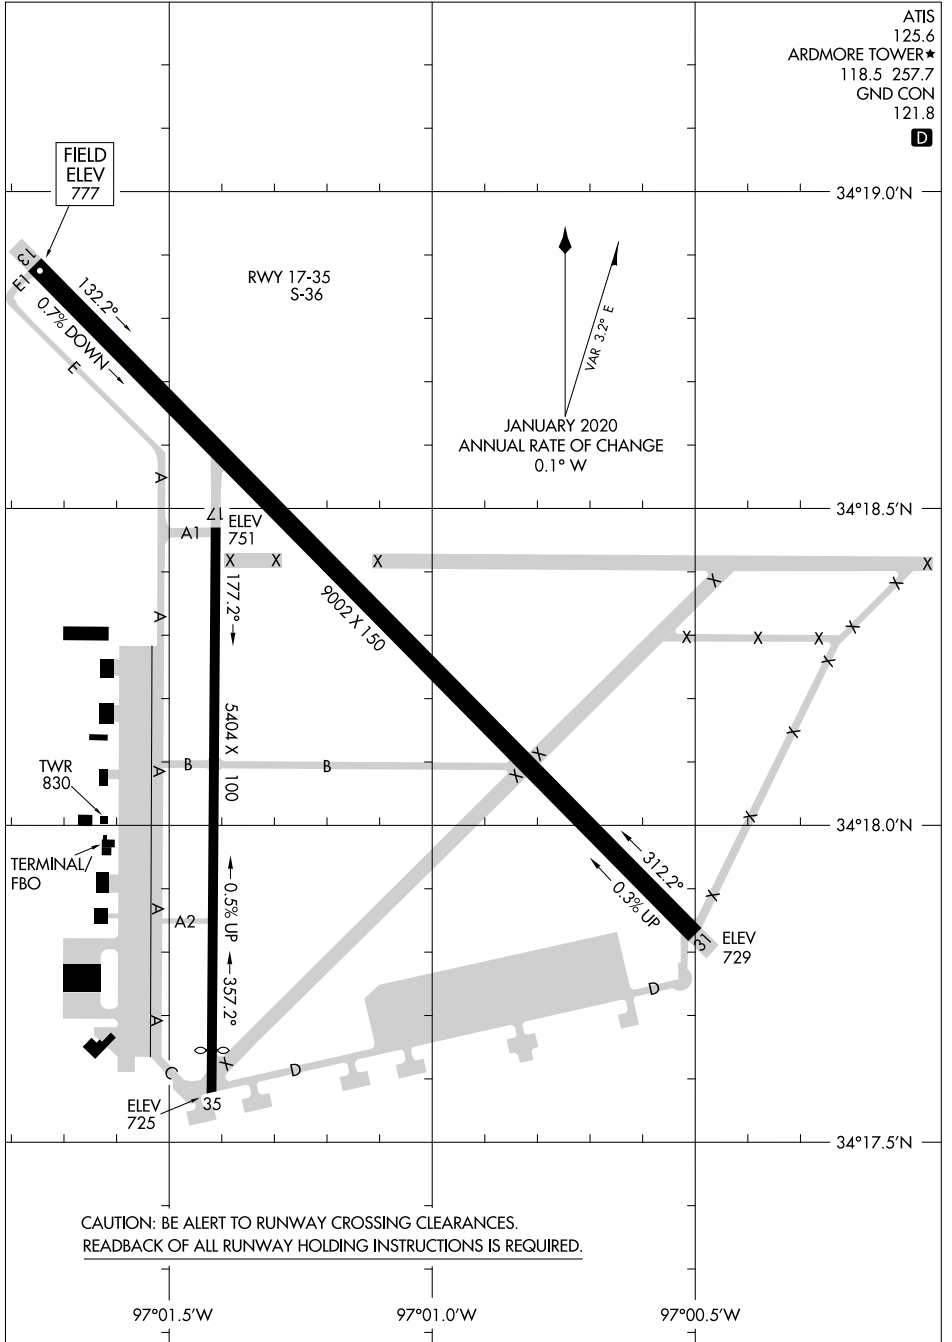 ATIS
125.6
ARDMORE TOWER★
118.5 257.7
GND CON
121.8
D
FIELD
ELEV
777
34°19.0'N
13
E1
132.2°
0.7% DOWN
E
RWY 17-35
S-36
VAR 3.2° E
JANUARY 2020
ANNUAL RATE OF CHANGE
0.1° W
A
34°18.5'N
17
ELEV
751
A1
X
X
X
X
177.2°
9002 X 150
X
X
A
X
X
X
X
X
5404 X 100
X
B
B
X
X
A
TWR
830
X
34°18.0'N
TERMINAL/
FBO
312.2°
0.3% UP
0.5% UP
X
A
A2
31
ELEV
729
357.2°
D
A
X
D
C
ELEV
725
35
34°17.5'N
CAUTION: BE ALERT TO RUNWAY CROSSING CLEARANCES.
READBACK OF ALL RUNWAY HOLDING INSTRUCTIONS IS REQUIRED.
97°01.5'W
97°01.0'W
97°00.5'W